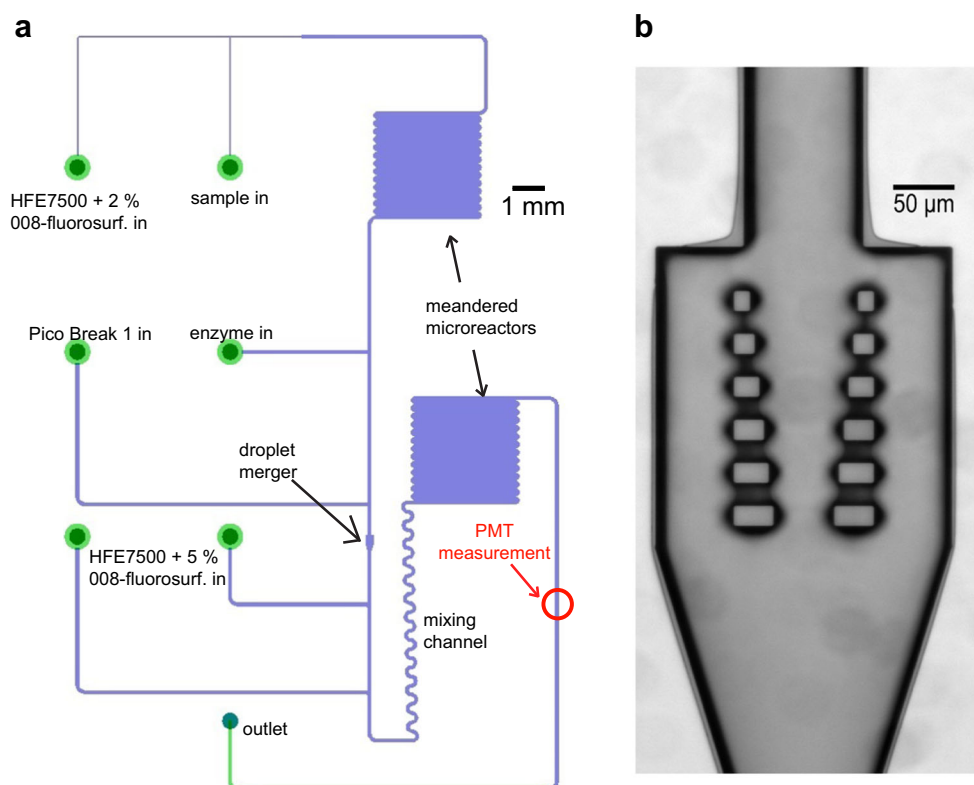 a
b
HFE7500 + 2 %
008-fluorosurf. in
sample in
1 mm
50 µm
meandered
microreactors
Pico Break 1 in
enzyme in
droplet
merger
HFE7500 + 5 %
008-fluorosurf. in
PMT
measurement
mixing
channel
outlet